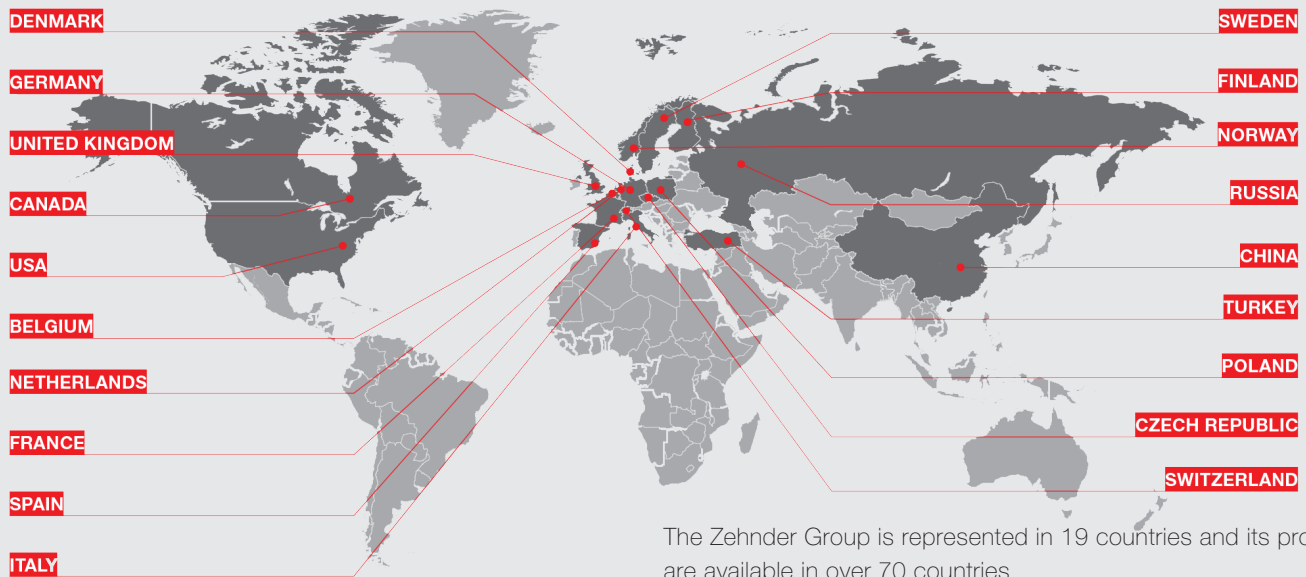 DENMARK
GERMANY
UNITED KINGDOM
CANADA
USA
BELGIUM
NETHERLANDS
FRANCE
SPAIN
ITALY
SWEDEN
FINLAND
NORWAY
RUSSIA
CHINA
TURKEY
POLAND
CZECH REPUBLIC
SWITZERLAND
The Zehnder Group is represented in 19 countries and its
are available in over 70 countries